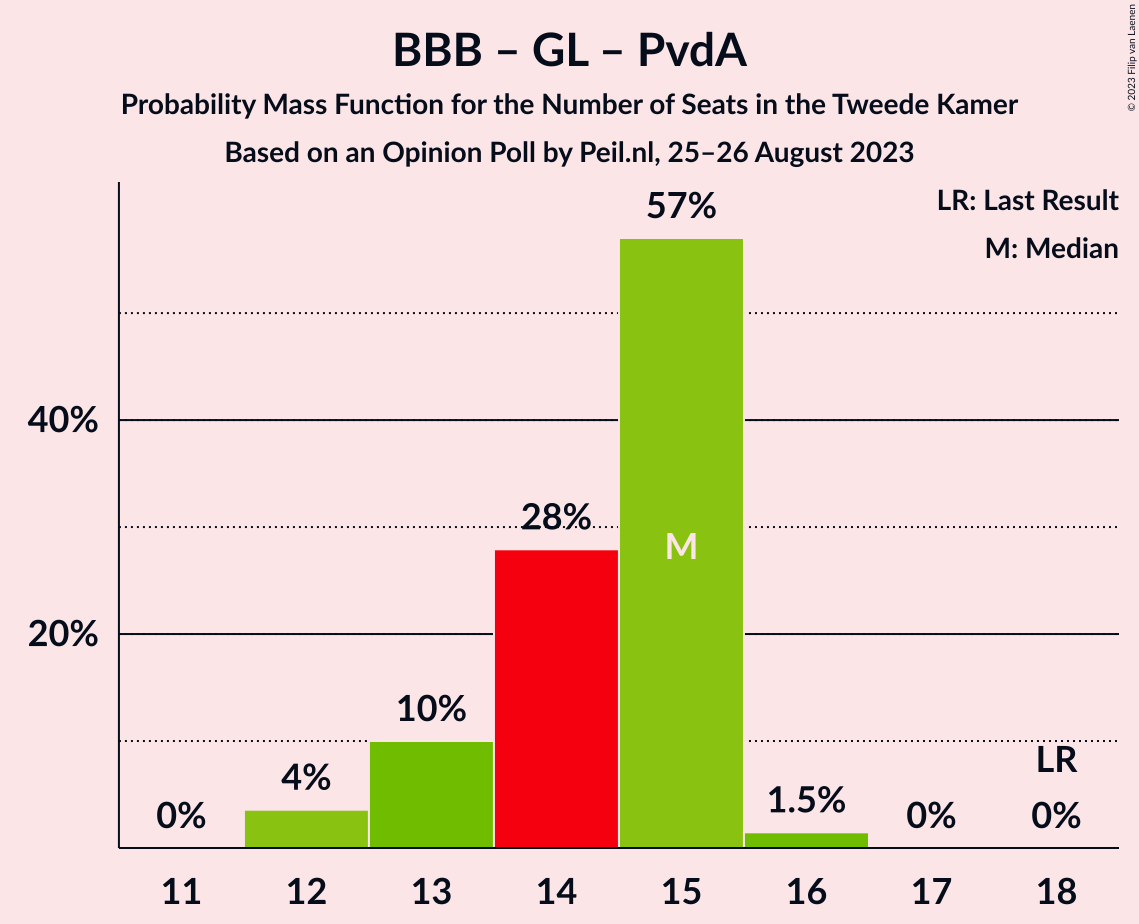 BBB – GL – PvdA
Probability Mass Function for the Number of Seats in the Tweede Kamer
Based on an Opinion Poll by Peil.nl, 25–26 August 2023
© 2023 Filip van Laenen
LR: Last Result
M: Median
57%
40%
28%
M
20%
10%
4%
1.5%
LR
0%
0%
0%
11 12 13 14 15 16 17 18